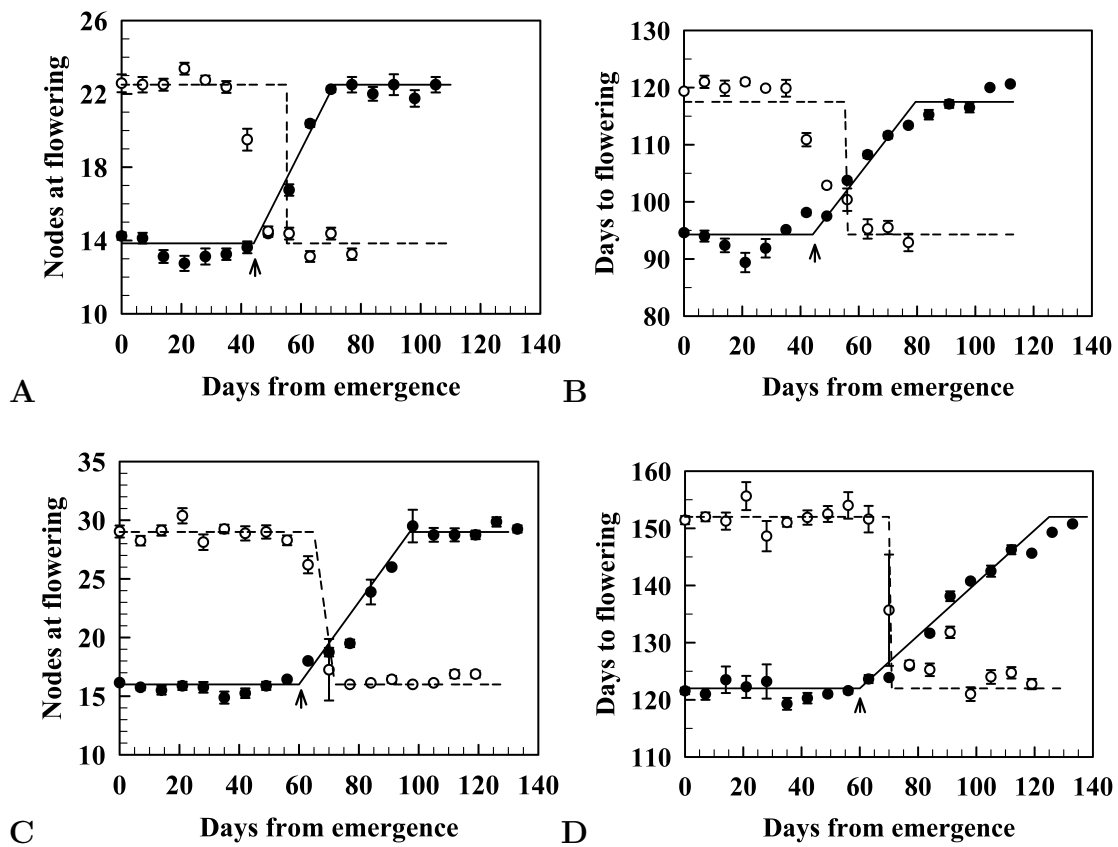 26
22
18
14
10
Nodes at flowering
0 20 40 60 80 100 120 140
Days from emergence
A
130
120
110
100
90
80
Days to flowering
0 20 40 60 80 100 120 140
Days from emergence
B
35
30
25
20
15
10
Nodes at flowering
0 20 40 60 80 100 120 140
Days from emergence
C
160
150
140
130
120
110
Days to flowering
0 20 40 60 80 100 120 140
Days from emergence
D